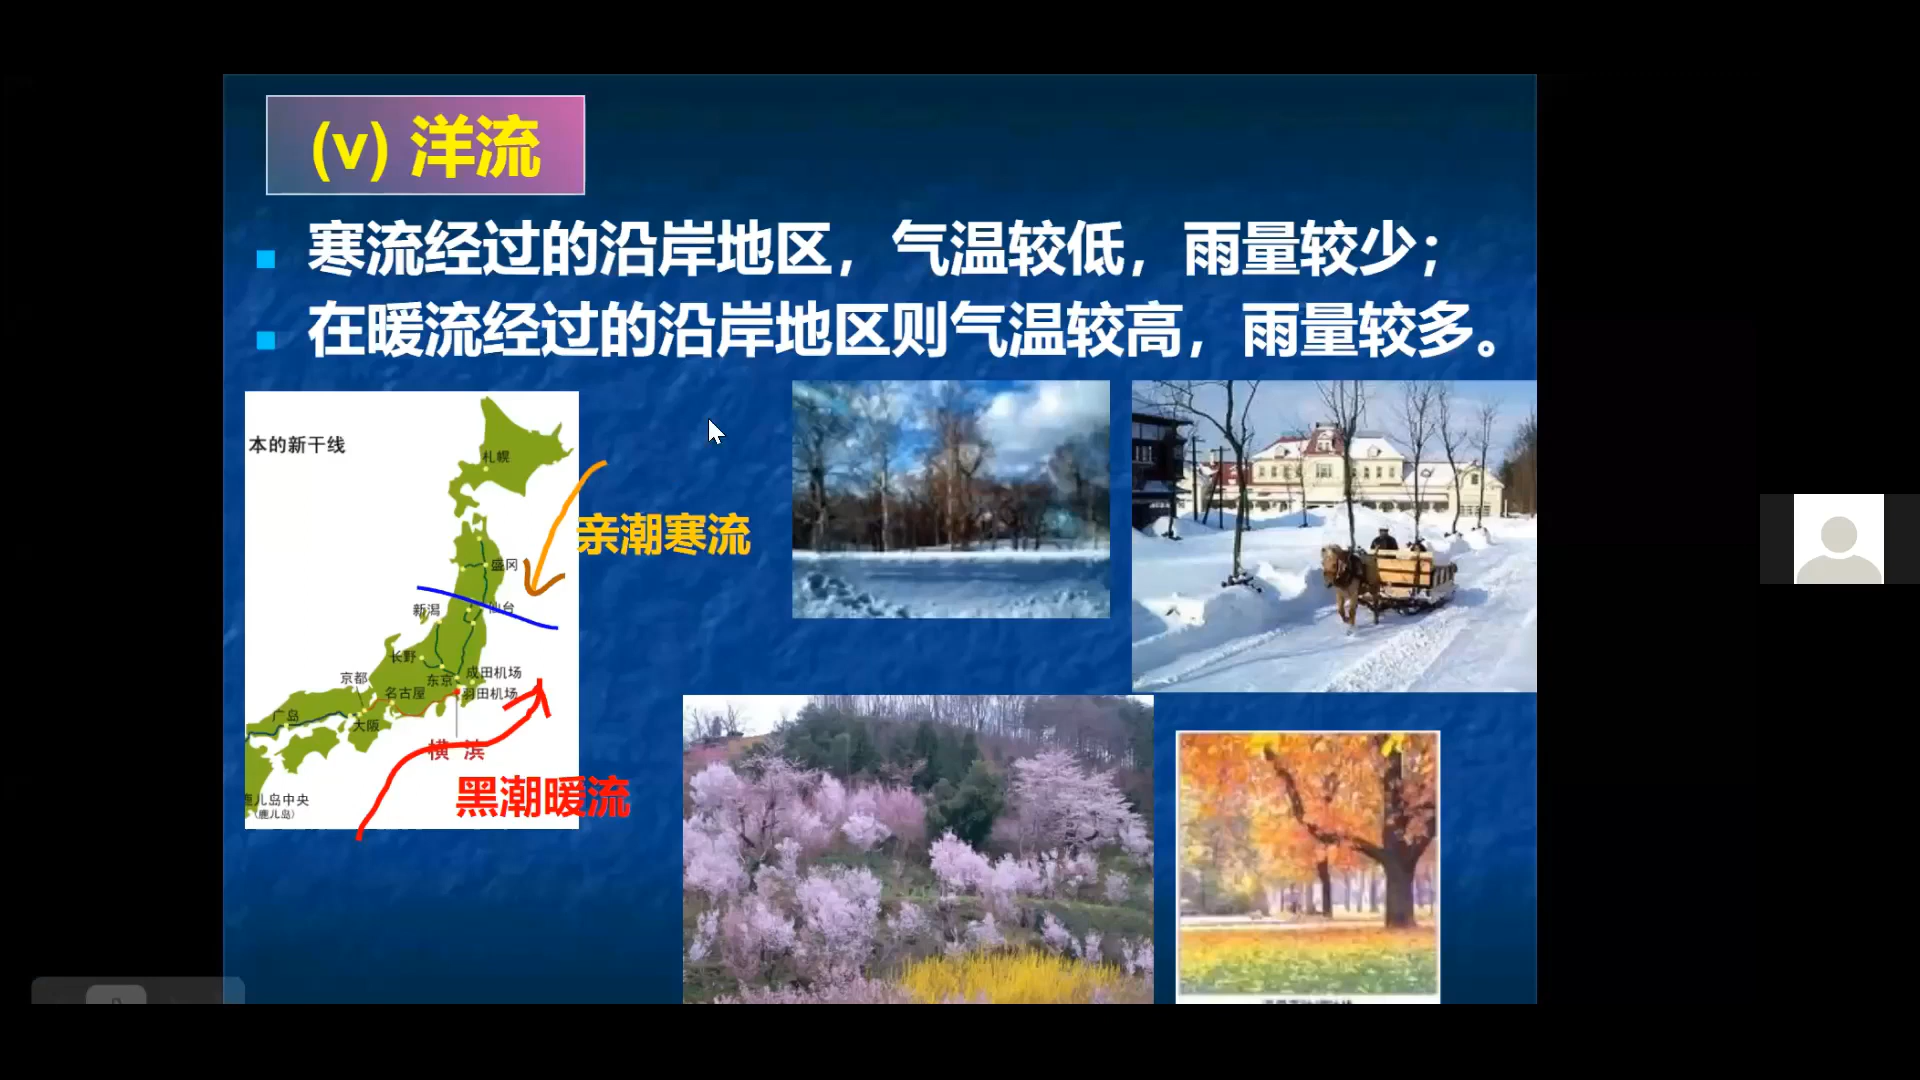 (v) 洋流
寒流经过的沿岸地区，气温较低，雨量较少；
在暖流经过的沿岸地区则气温较高，雨量较多。
本的新干线
札幌
亲潮寒流
盛冈
新潟
仙台
长野
成田机场
京都
东京
名古屋
羽田机场
广岛
大阪
横 滨
黑潮暖流
儿岛中央
(鹿儿岛)